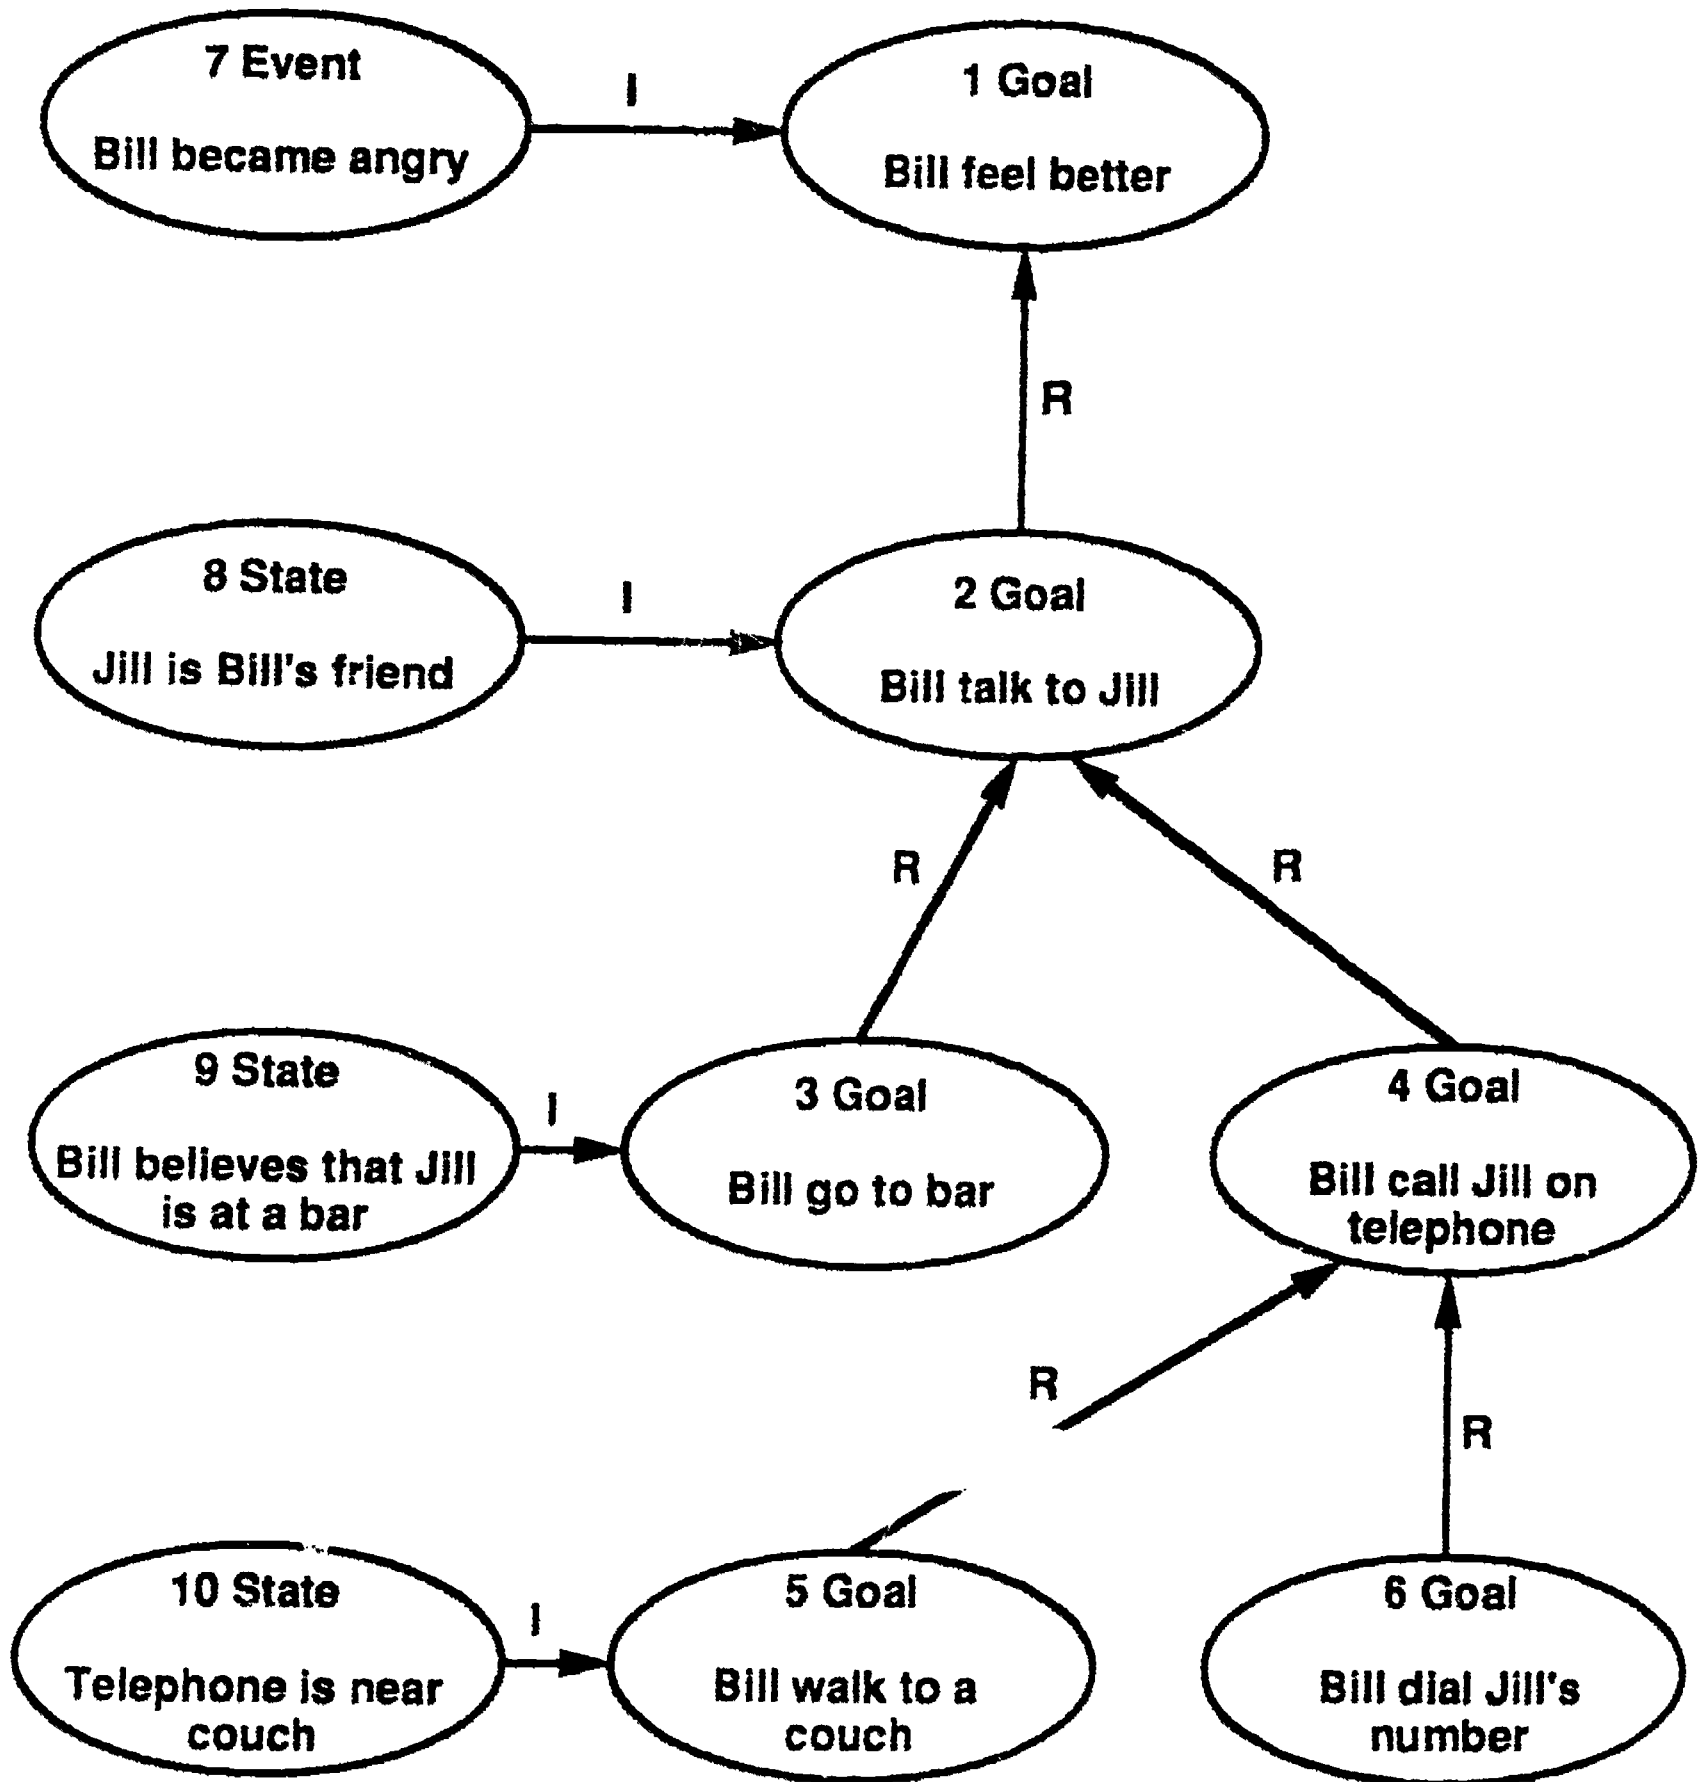 7 Event
Bill became angry
I
1 Goal
Bill feel better
R
8 State
Jill is Bill's friend
I
2 Goal
Bill talk to Jill
R
R
9 State
Bill believes that Jill
is at a bar
I
3 Goal
Bill go to bar
4 Goal
Bill call Jill on
telephone
R
R
10 State
Telephone is near
couch
I
5 Goal
Bill walk to a
couch
6 Goal
Bill dial Jill's
number